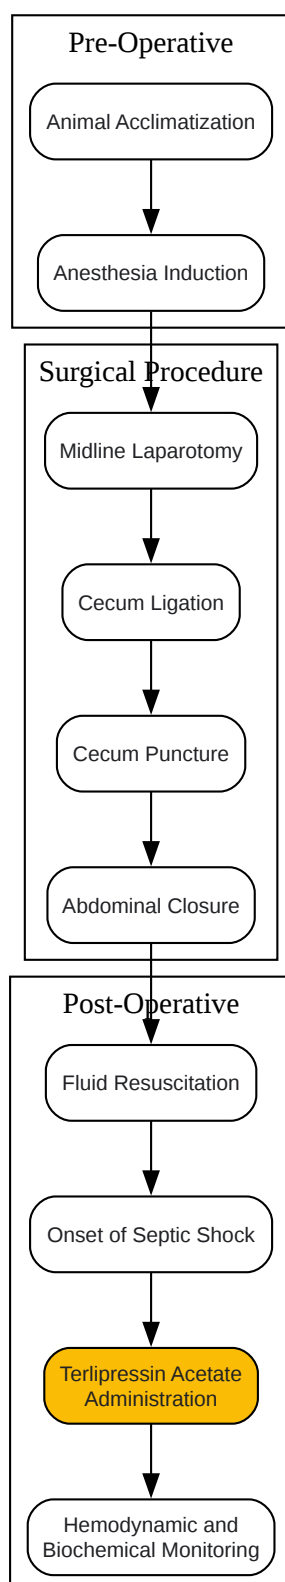 Pre-Operative
Animal Acclimatization
Anesthesia Induction
Surgical Procedure
Midline Laparotomy
Cecum Ligation
Cecum Puncture
Abdominal Closure
Post-Operative
Fluid Resuscitation
Onset of Septic Shock
Terlipressin Acetate
Administration
Hemodynamic and
Biochemical Monitoring